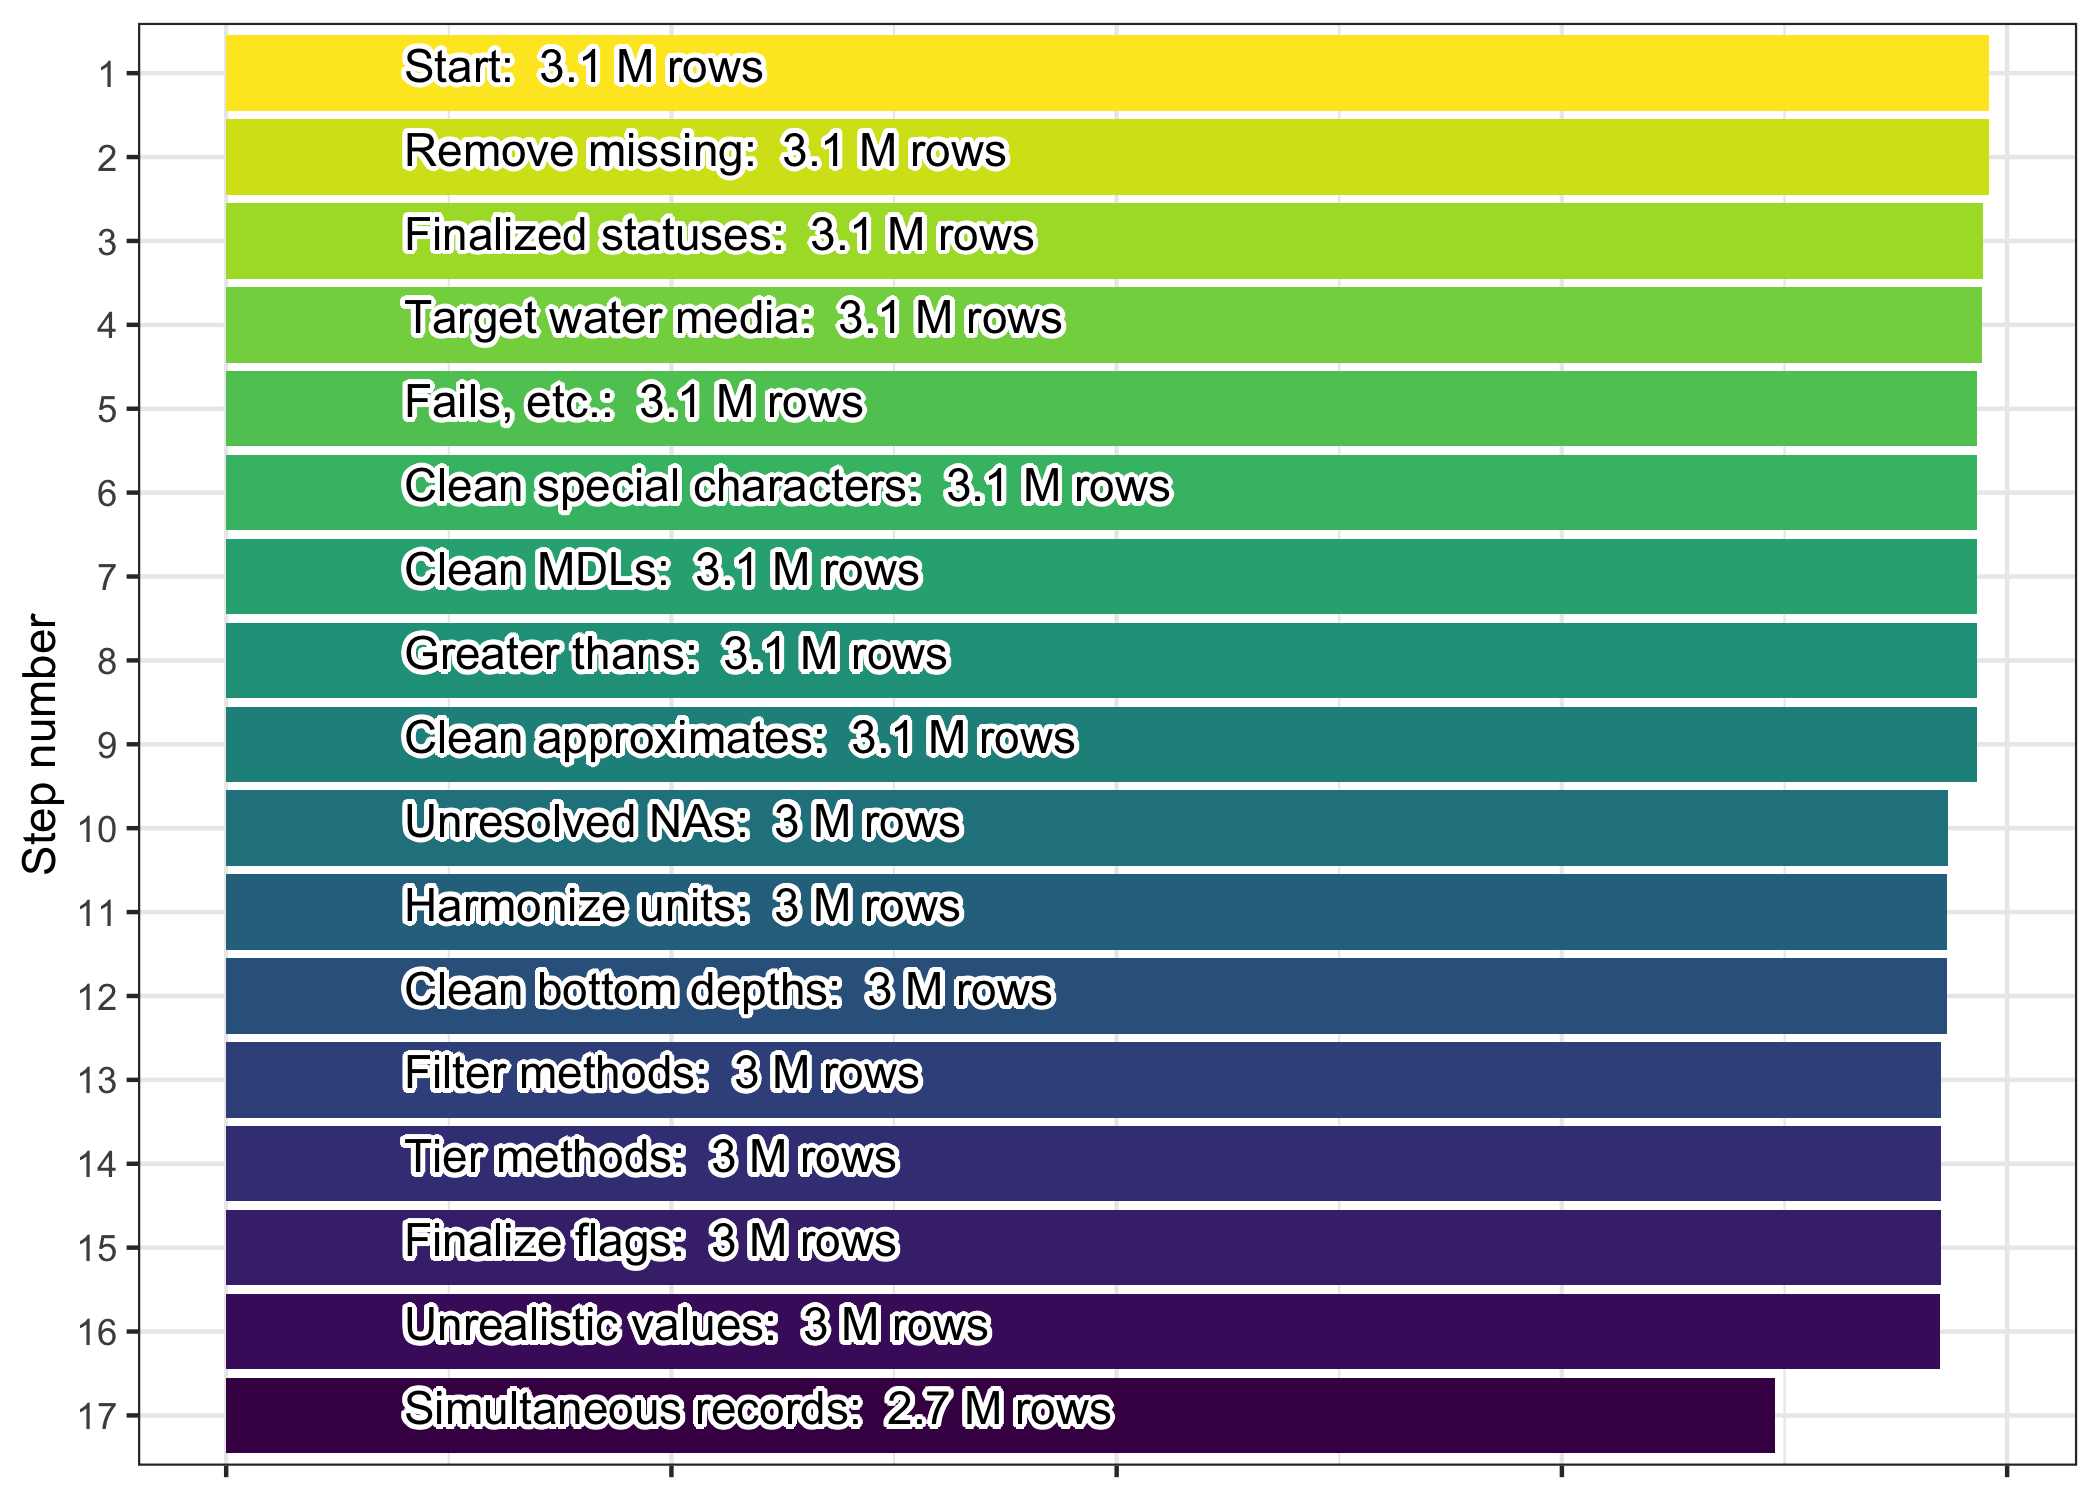 1 Start:  3.1 M rows
2 Remove missing:  3.1 M rows
3 Finalized statuses:  3.1 M rows
4 Target water media:  3.1 M rows
5 Fails, etc.:  3.1 M rows
6 Clean special characters:  3.1 M rows
7 Clean MDLs:  3.1 M rows
8 Greater thans:  3.1 M rows
9 Clean approximates:  3.1 M rows
10 Unresolved NAs:  3 M rows
11 Harmonize units:  3 M rows
12 Clean bottom depths:  3 M rows
13 Filter methods:  3 M rows
14 Tier methods:  3 M rows
15 Finalize flags:  3 M rows
16 Unrealistic values:  3 M rows
17 Simultaneous records:  2.7 M rows
Step number